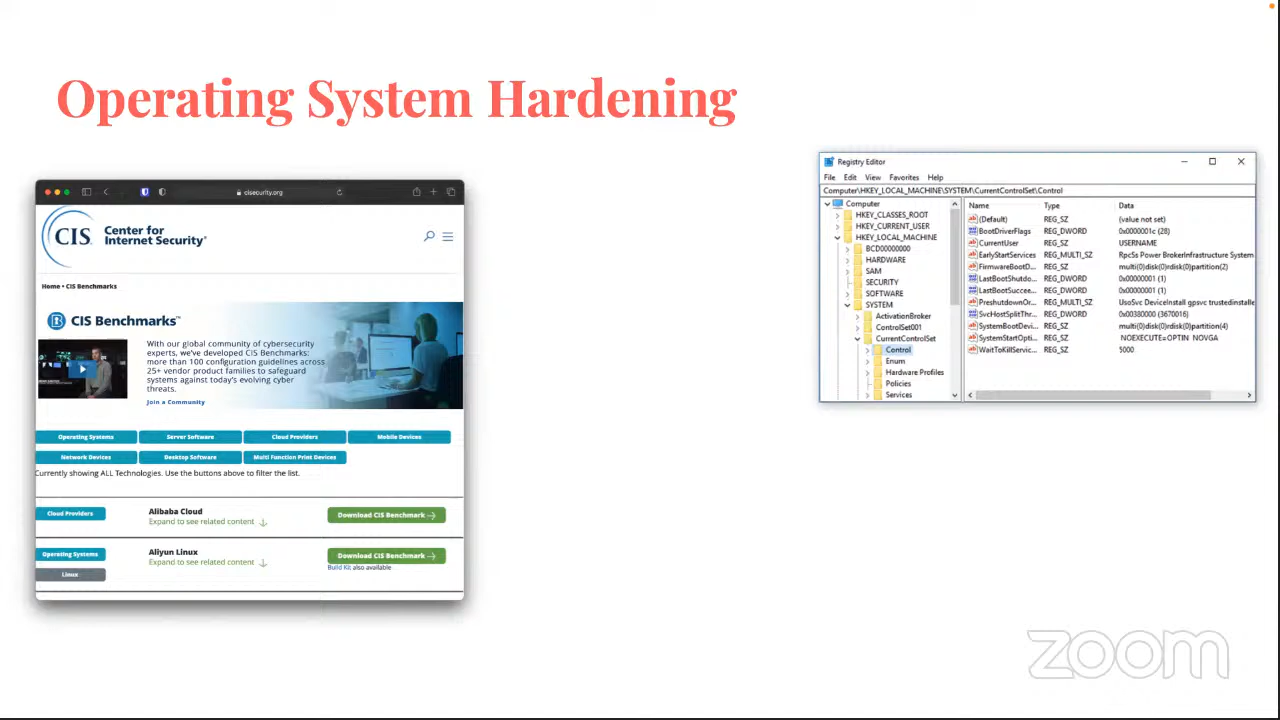 Operating System Hardening
cisecurity.org
CIS. Center for
Internet Security®
Home • CIS Benchmarks
CIS Benchmarks™
With our global community of cybersecurity
experts, we've developed CIS Benchmarks:
more than 100 configuration guidelines across
25+ vendor product families to safeguard
systems against today's evolving cyber
threats.
Join a Community
Operating Systems Server Software Cloud Providers Mobile Devices
Network Devices Desktop Software Multi Function Print Devices
Currently showing ALL Technologies. Use the buttons above to filter the list.
Cloud Providers Alibaba Cloud Download CIS Benchmark →
Expand to see related content ↓
Operating Systems Aliyun Linux Download CIS Benchmark →
Expand to see related content ↓
Build Kit also available
Linux
Registry Editor
File Edit View Favorites Help
Computer\HKEY_LOCAL_MACHINE\SYSTEM\CurrentControlSet\Control
Computer
HKEY_CLASSES_ROOT
HKEY_CURRENT_USER
HKEY_LOCAL_MACHINE
BCD00000000
HARDWARE
SAM
SECURITY
SOFTWARE
SYSTEM
ActivationBroker
ControlSet001
CurrentControlSet
Control
Enum
Hardware Profiles
Policies
Services
Name Type Data
(Default) REG_SZ (value not set)
BootDriverFlags REG_DWORD 0x0000001c (28)
CurrentUser REG_SZ USERNAME
EarlyStartServices REG_MULTI_SZ RpcSs Power BrokerInfrastructure System
FirmwareBootD... REG_SZ multi(0)disk(0)rdisk(0)partition(2)
LastBootShutdo... REG_DWORD 0x00000001 (1)
LastBootSuccee... REG_DWORD 0x00000001 (1)
PreshutdownOr... REG_MULTI_SZ UsoSvc DeviceInstall gpsvc trustedinstalle
SvcHostSplitThr... REG_DWORD 0x00380000 (3670016)
SystemBootDevi... REG_SZ multi(0)disk(0)rdisk(0)partition(4)
SystemStartOpti... REG_SZ NOEXECUTE=OPTIN NOVGA
WaitToKillServic... REG_SZ 5000
zoom